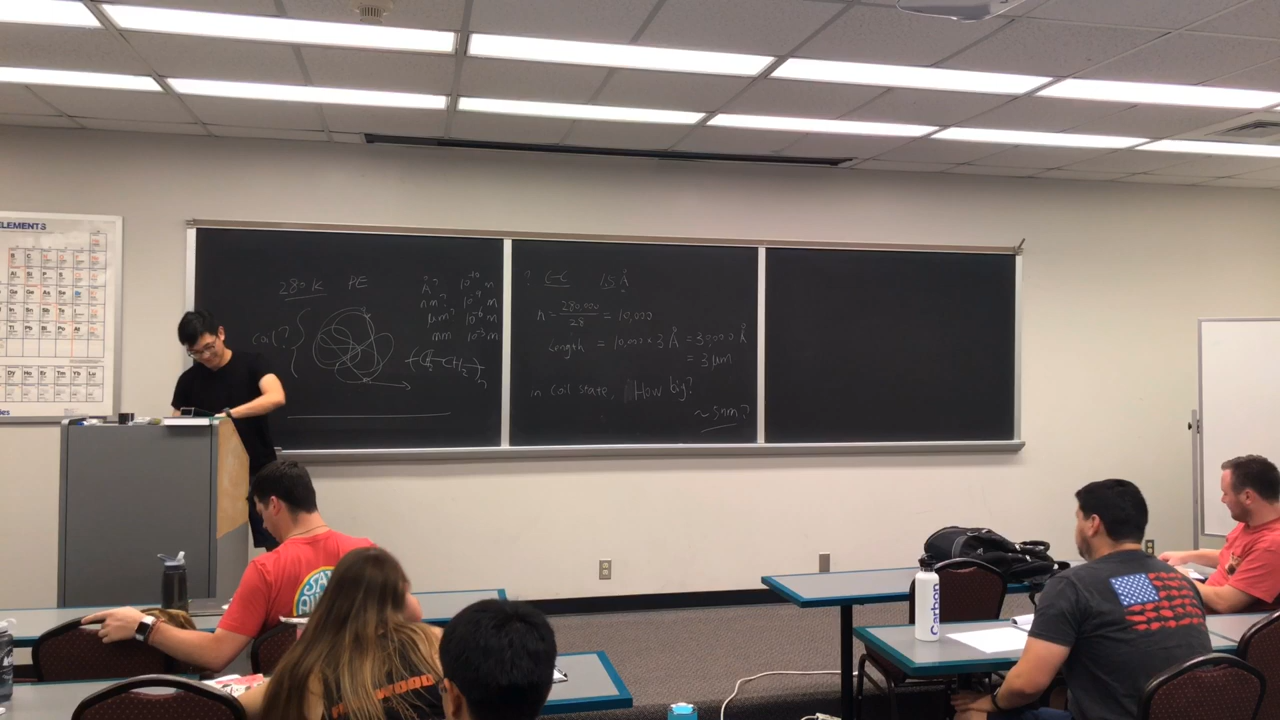 ELEMENTS
280 k PE
Å? 10⁻¹⁰ m
nm? 10⁻⁹ m
μm? 10⁻⁶ m
mm 10⁻³ m
coil?
(CH₂-CH₂)n
? C-C 1.5 Å
n = 280,000 / 28 = 10,000
Length = 10,000 × 3 Å = 30,000 Å
= 3 μm
in coil state, How big?
~ 5nm?
Carbon
WOOD